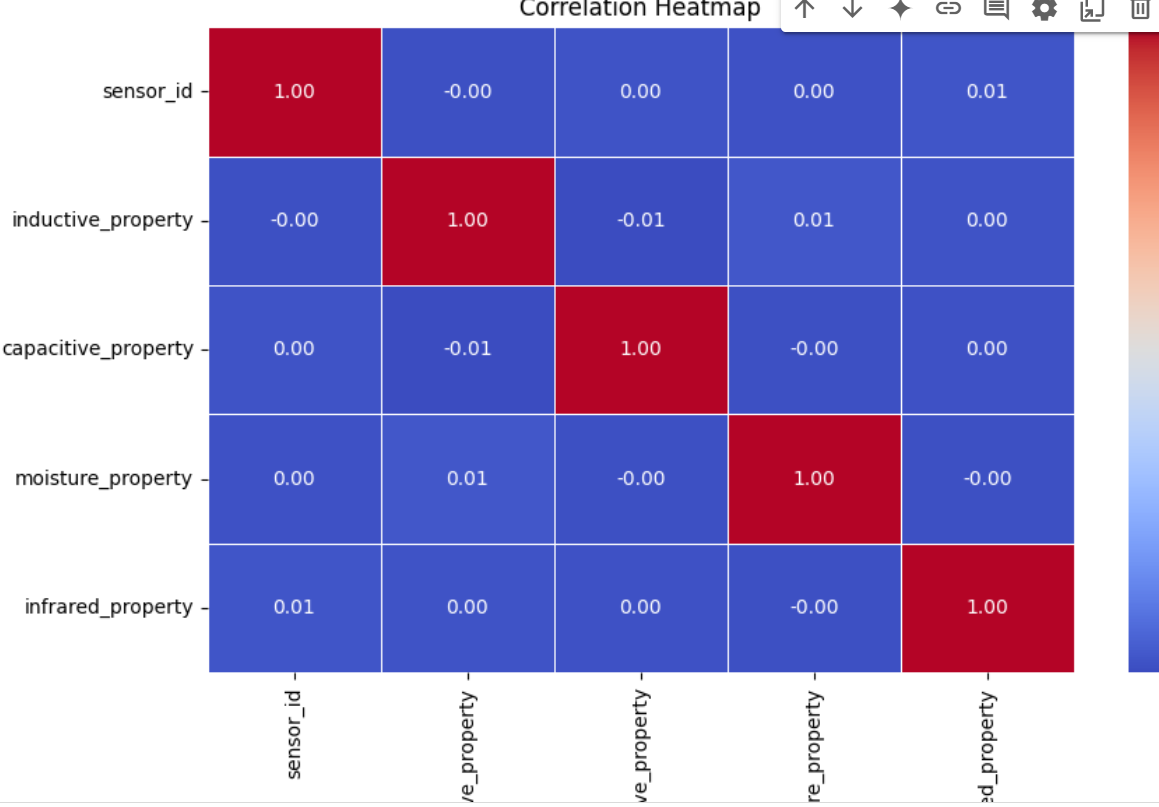 Correlation Heatmap
sensor_id
1.00 -0.00 0.00 0.00 0.01
inductive_property
-0.00 1.00 -0.01 0.01 0.00
capacitive_property
0.00 -0.01 1.00 -0.00 0.00
moisture_property
0.00 0.01 -0.00 1.00 -0.00
infrared_property
0.01 0.00 0.00 -0.00 1.00
sensor_id
ve_property
ve_property
re_property
ed_property